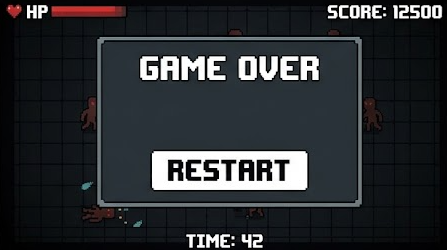 HP
SCORE: 12500
GAME OVER
RESTART
TIME: 42